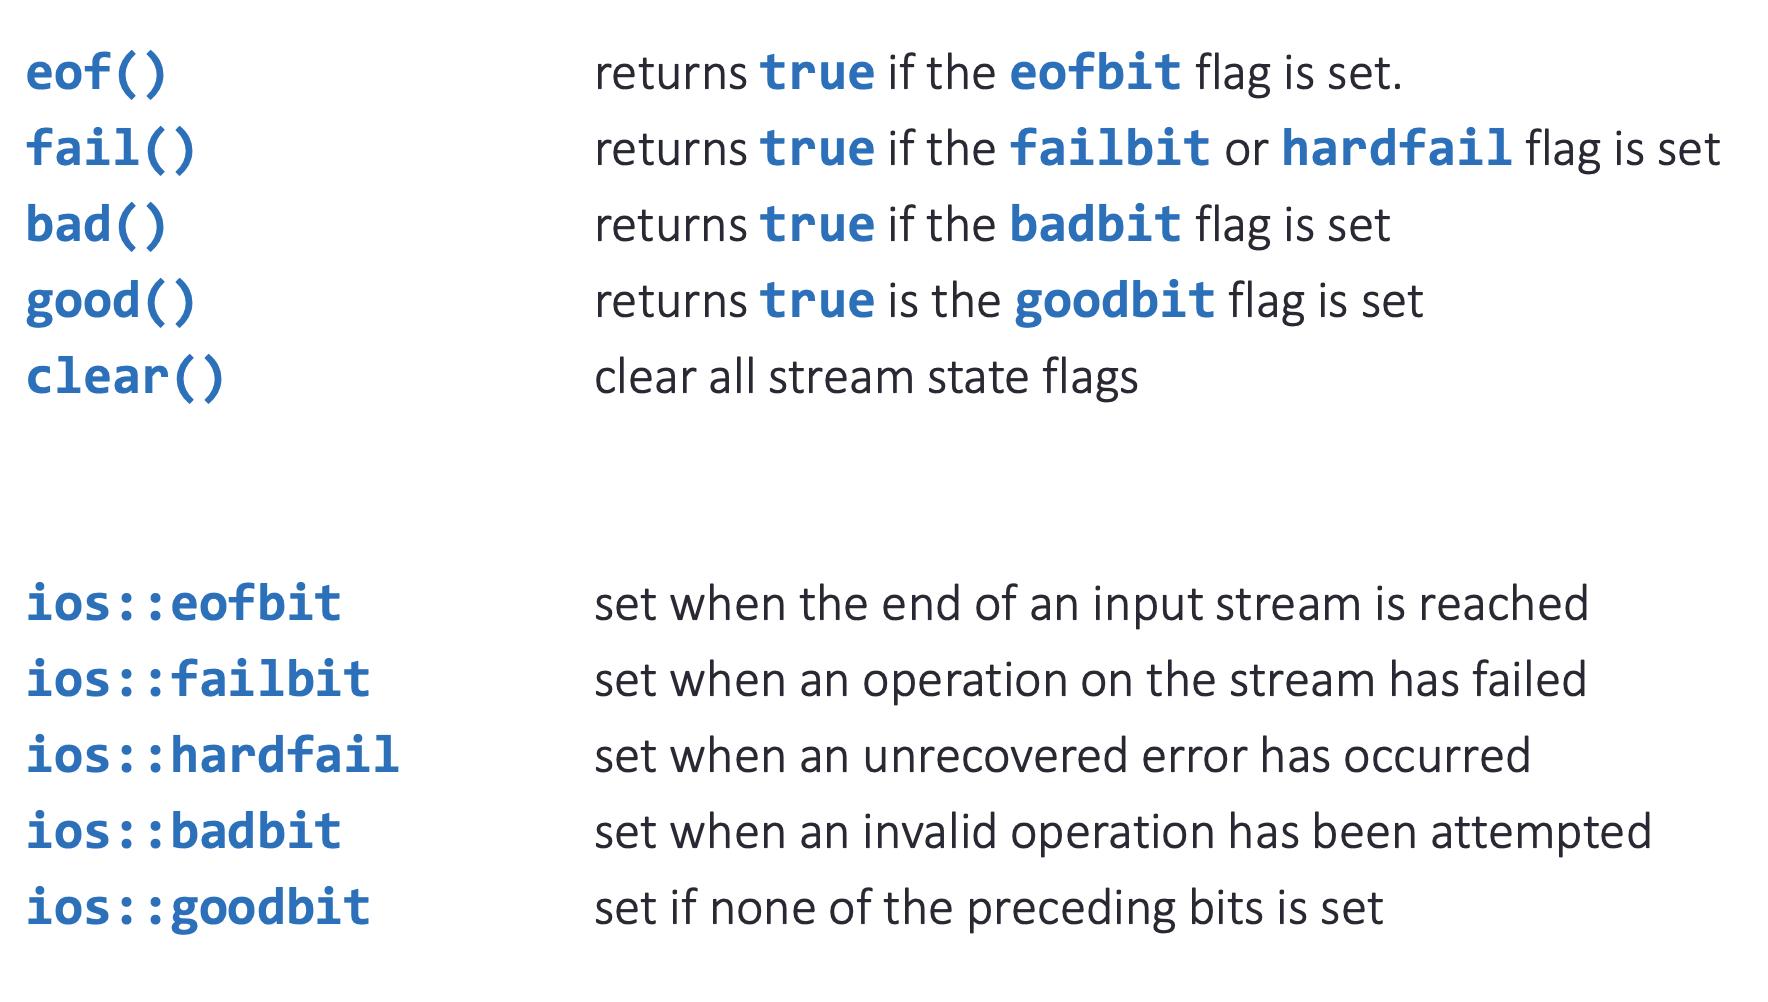 eof() returns true if the eofbit flag is set.
fail() returns true if the failbit or hardfail flag is set
bad() returns true if the badbit flag is set
good() returns true is the goodbit flag is set
clear() clear all stream state flags
ios::eofbit set when the end of an input stream is reached
ios::failbit set when an operation on the stream has failed
ios::hardfail set when an unrecovered error has occurred
ios::badbit set when an invalid operation has been attempted
ios::goodbit set if none of the preceding bits is set